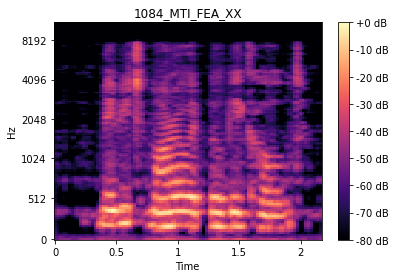 1084_MTI_FEA_XX
8192
4096
2048
1024
512
0
Hz
0
0.5
1
1.5
2
Time
+0 dB
-10 dB
-20 dB
-30 dB
-40 dB
-50 dB
-60 dB
-70 dB
-80 dB